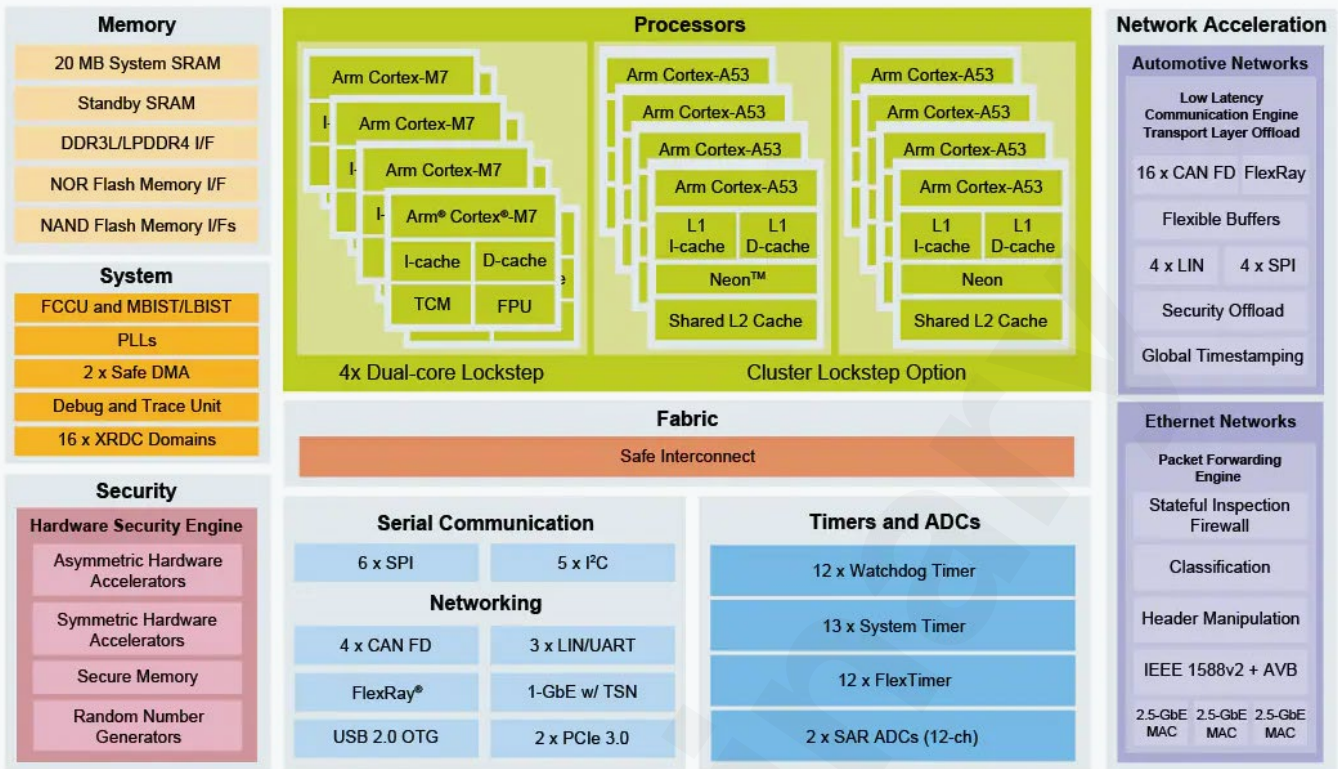 Memory
20 MB System SRAM
Standby SRAM
DDR3L/LPDDR4 I/F
NOR Flash Memory I/F
NAND Flash Memory I/Fs
System
FCCU and MBIST/LBIST
PLLs
2 x Safe DMA
Debug and Trace Unit
16 x XRDC Domains
Security
Hardware Security Engine
Asymmetric Hardware
Accelerators
Symmetric Hardware
Accelerators
Secure Memory
Random Number
Generators
Processors
Arm Cortex-M7
I-
Arm Cortex-M7
I-
Arm Cortex-M7
I-
Arm® Cortex®-M7
I-cache D-cache
TCM FPU
4x Dual-core Lockstep
Arm Cortex-A53
Arm Cortex-A53
Arm Cortex-A53
Arm Cortex-A53
L1 L1
I-cache D-cache
Neon™
Shared L2 Cache
Arm Cortex-A53
Arm Cortex-A53
Arm Cortex-A53
Arm Cortex-A53
L1 L1
I-cache D-cache
Neon
Shared L2 Cache
Cluster Lockstep Option
Fabric
Safe Interconnect
Serial Communication
6 x SPI 5 x I²C
Networking
4 x CAN FD 3 x LIN/UART
FlexRay® 1-GbE w/ TSN
USB 2.0 OTG 2 x PCIe 3.0
Timers and ADCs
12 x Watchdog Timer
13 x System Timer
12 x FlexTimer
2 x SAR ADCs (12-ch)
Network Acceleration
Automotive Networks
Low Latency
Communication Engine
Transport Layer Offload
16 x CAN FD FlexRay
Flexible Buffers
4 x LIN 4 x SPI
Security Offload
Global Timestamping
Ethernet Networks
Packet Forwarding
Engine
Stateful Inspection
Firewall
Classification
Header Manipulation
IEEE 1588v2 + AVB
2.5-GbE 2.5-GbE 2.5-GbE
MAC MAC MAC